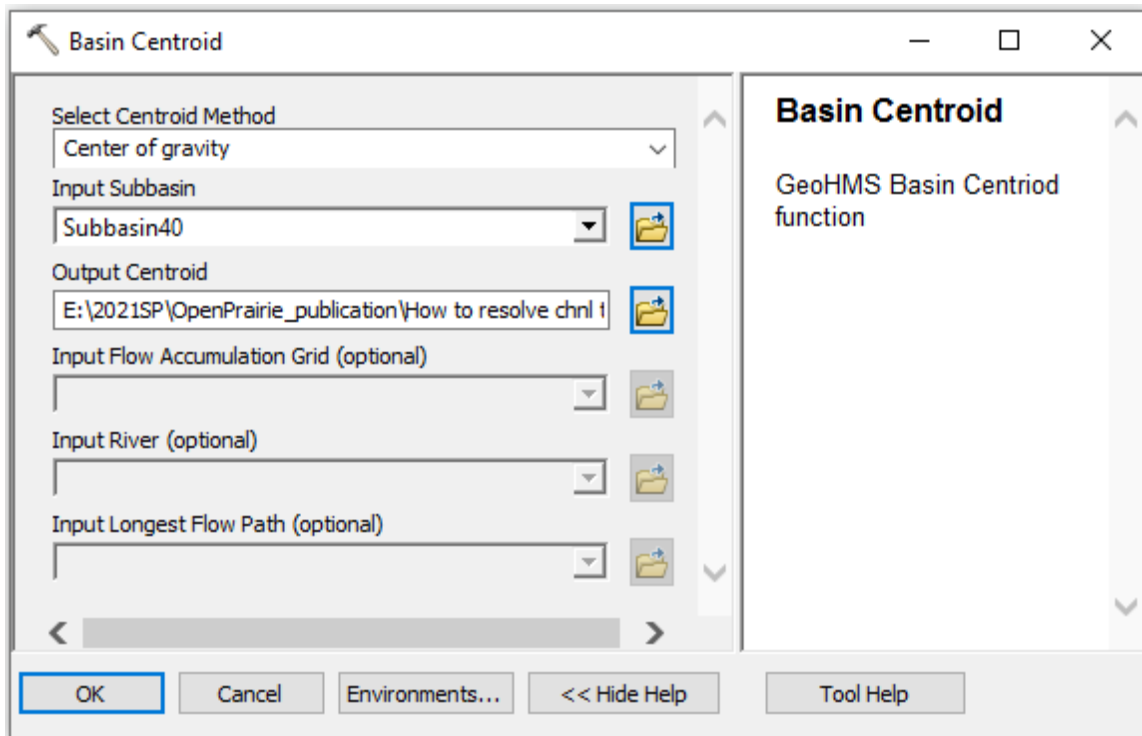 Basin Centroid
Select Centroid Method
Center of gravity
Input Subbasin
Subbasin40
Output Centroid
E:\2021SP\OpenPrairie_publication\How to resolve chnl
Input Flow Accumulation Grid (optional)
Input River (optional)
Input Longest Flow Path (optional)
Basin Centroid
GeoHMS Basin Centriod
function
OK
Cancel
Environments...
<< Hide Help
Tool Help